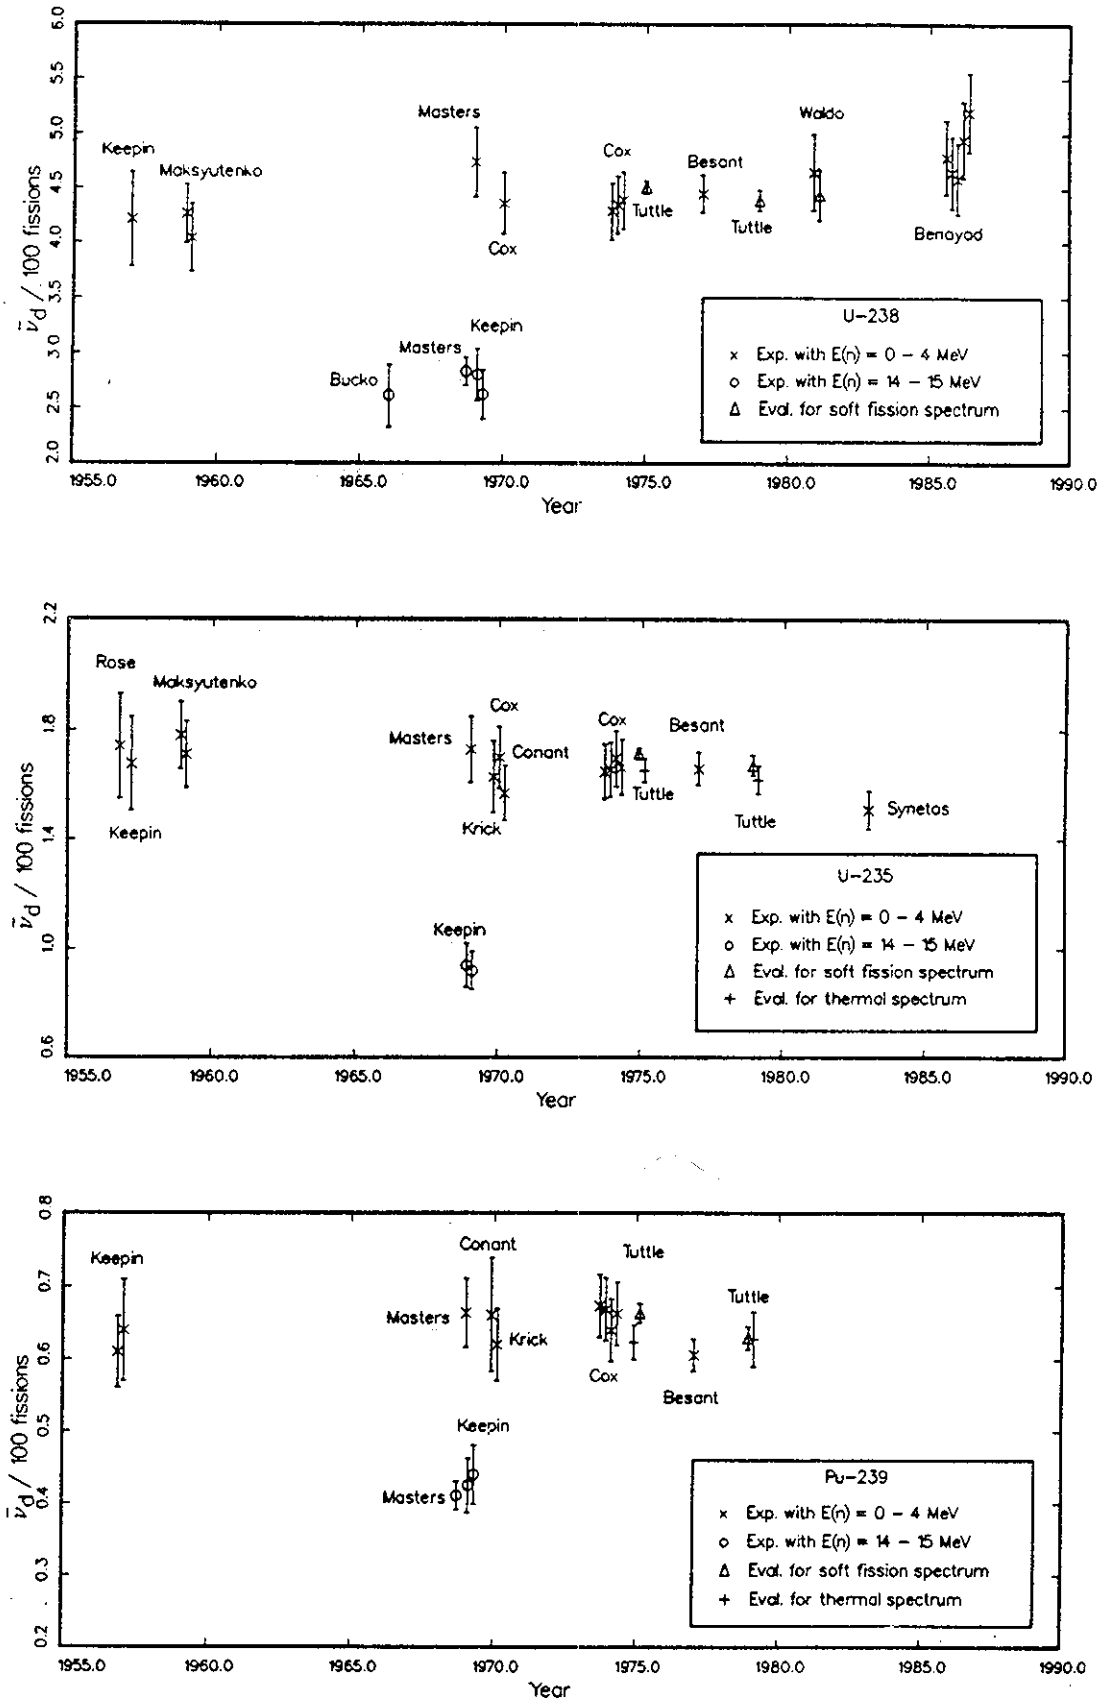 6.0
5.5
5.0
4.5
4.0
3.5
3.0
2.5
2.0
ν̄d / 100 fissions
Keepin
Maksyutenko
Masters
Cox
Cox
Tuttle
Besant
Tuttle
Waldo
Benayad
Bucko
Masters
Keepin
U-238
× Exp. with E(n) = 0 - 4 MeV
o Exp. with E(n) = 14 - 15 MeV
Δ Eval. for soft fission spectrum
1955.0 1960.0 1965.0 1970.0 1975.0 1980.0 1985.0 1990.0
Year
2.2
1.8
1.4
1.0
0.6
ν̄d / 100 fissions
Rose
Maksyutenko
Keepin
Masters
Cox
Conant
Krick
Cox
Tuttle
Besant
Tuttle
Synetos
Keepin
U-235
× Exp. with E(n) = 0 - 4 MeV
o Exp. with E(n) = 14 - 15 MeV
Δ Eval. for soft fission spectrum
+ Eval. for thermal spectrum
1955.0 1960.0 1965.0 1970.0 1975.0 1980.0 1985.0 1990.0
Year
0.8
0.7
0.6
0.5
0.4
0.3
0.2
ν̄d / 100 fissions
Keepin
Conant
Masters
Krick
Tuttle
Cox
Besant
Tuttle
Keepin
Masters
Pu-239
× Exp. with E(n) = 0 - 4 MeV
o Exp. with E(n) = 14 - 15 MeV
Δ Eval. for soft fission spectrum
+ Eval. for thermal spectrum
1955.0 1960.0 1965.0 1970.0 1975.0 1980.0 1985.0 1990.0
Year